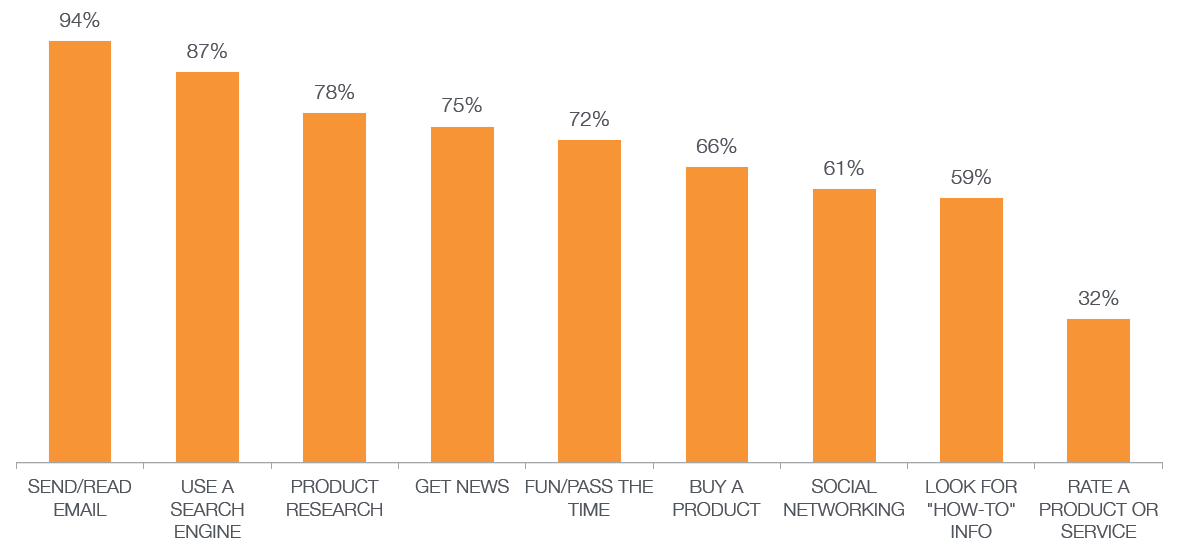 94%
87%
78%
75%
72%
66%
61%
59%
32%
SEND/READ
EMAIL
USE A
SEARCH
ENGINE
PRODUCT
RESEARCH
GET NEWS
FUN/PASS THE
TIME
BUY A
PRODUCT
SOCIAL
NETWORKING
LOOK FOR
"HOW-TO"
INFO
RATE A
PRODUCT OR
SERVICE